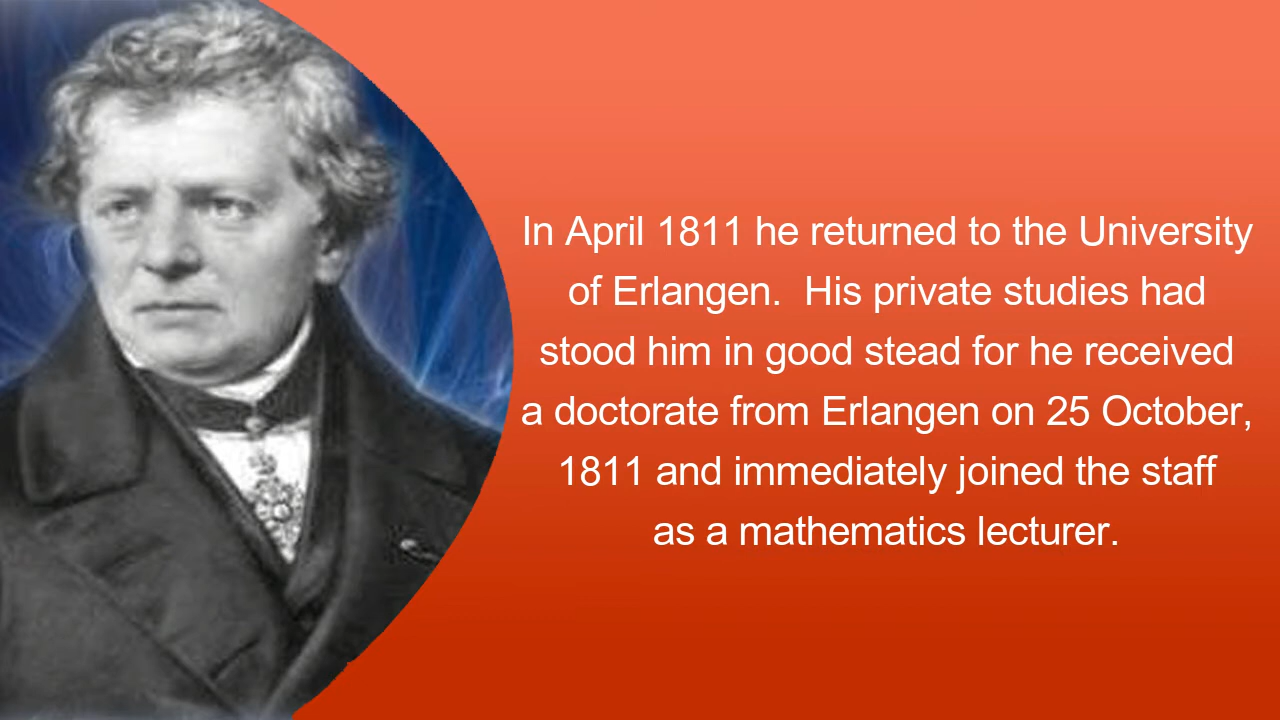 In April 1811 he returned to the University
of Erlangen.  His private studies had
stood him in good stead for he received
a doctorate from Erlangen on 25 October,
1811 and immediately joined the staff
as a mathematics lecturer.